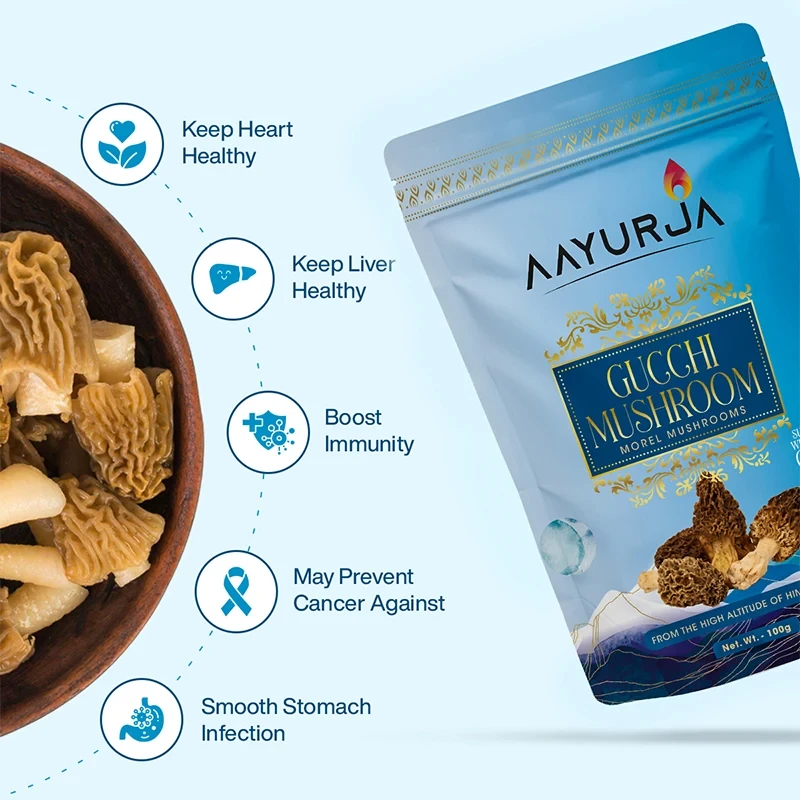 Keep Heart
Healthy
Keep Liver
Healthy
Boost
Immunity
May Prevent
Cancer Against
Smooth Stomach
Infection
AAYURJA
GUCCHI
MUSHROOM
MOREL MUSHROOMS
FROM THE HIGH ALTITUDE OF
Net. Wt. - 100g